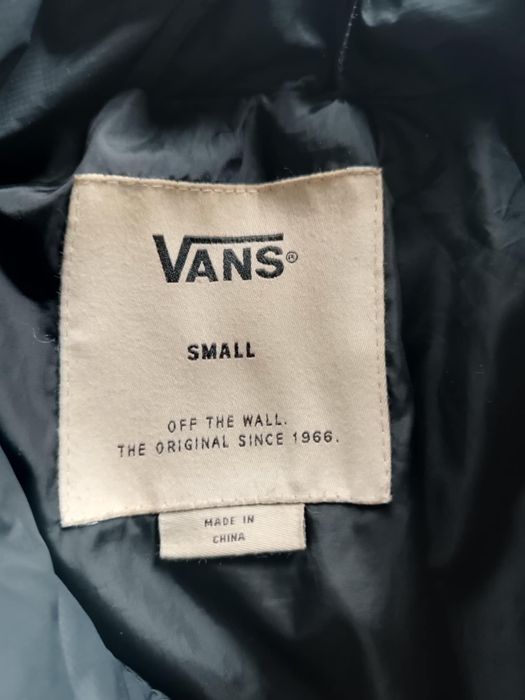 VANS®
SMALL
OFF THE WALL.
THE ORIGINAL SINCE 1966.
MADE IN
CHINA